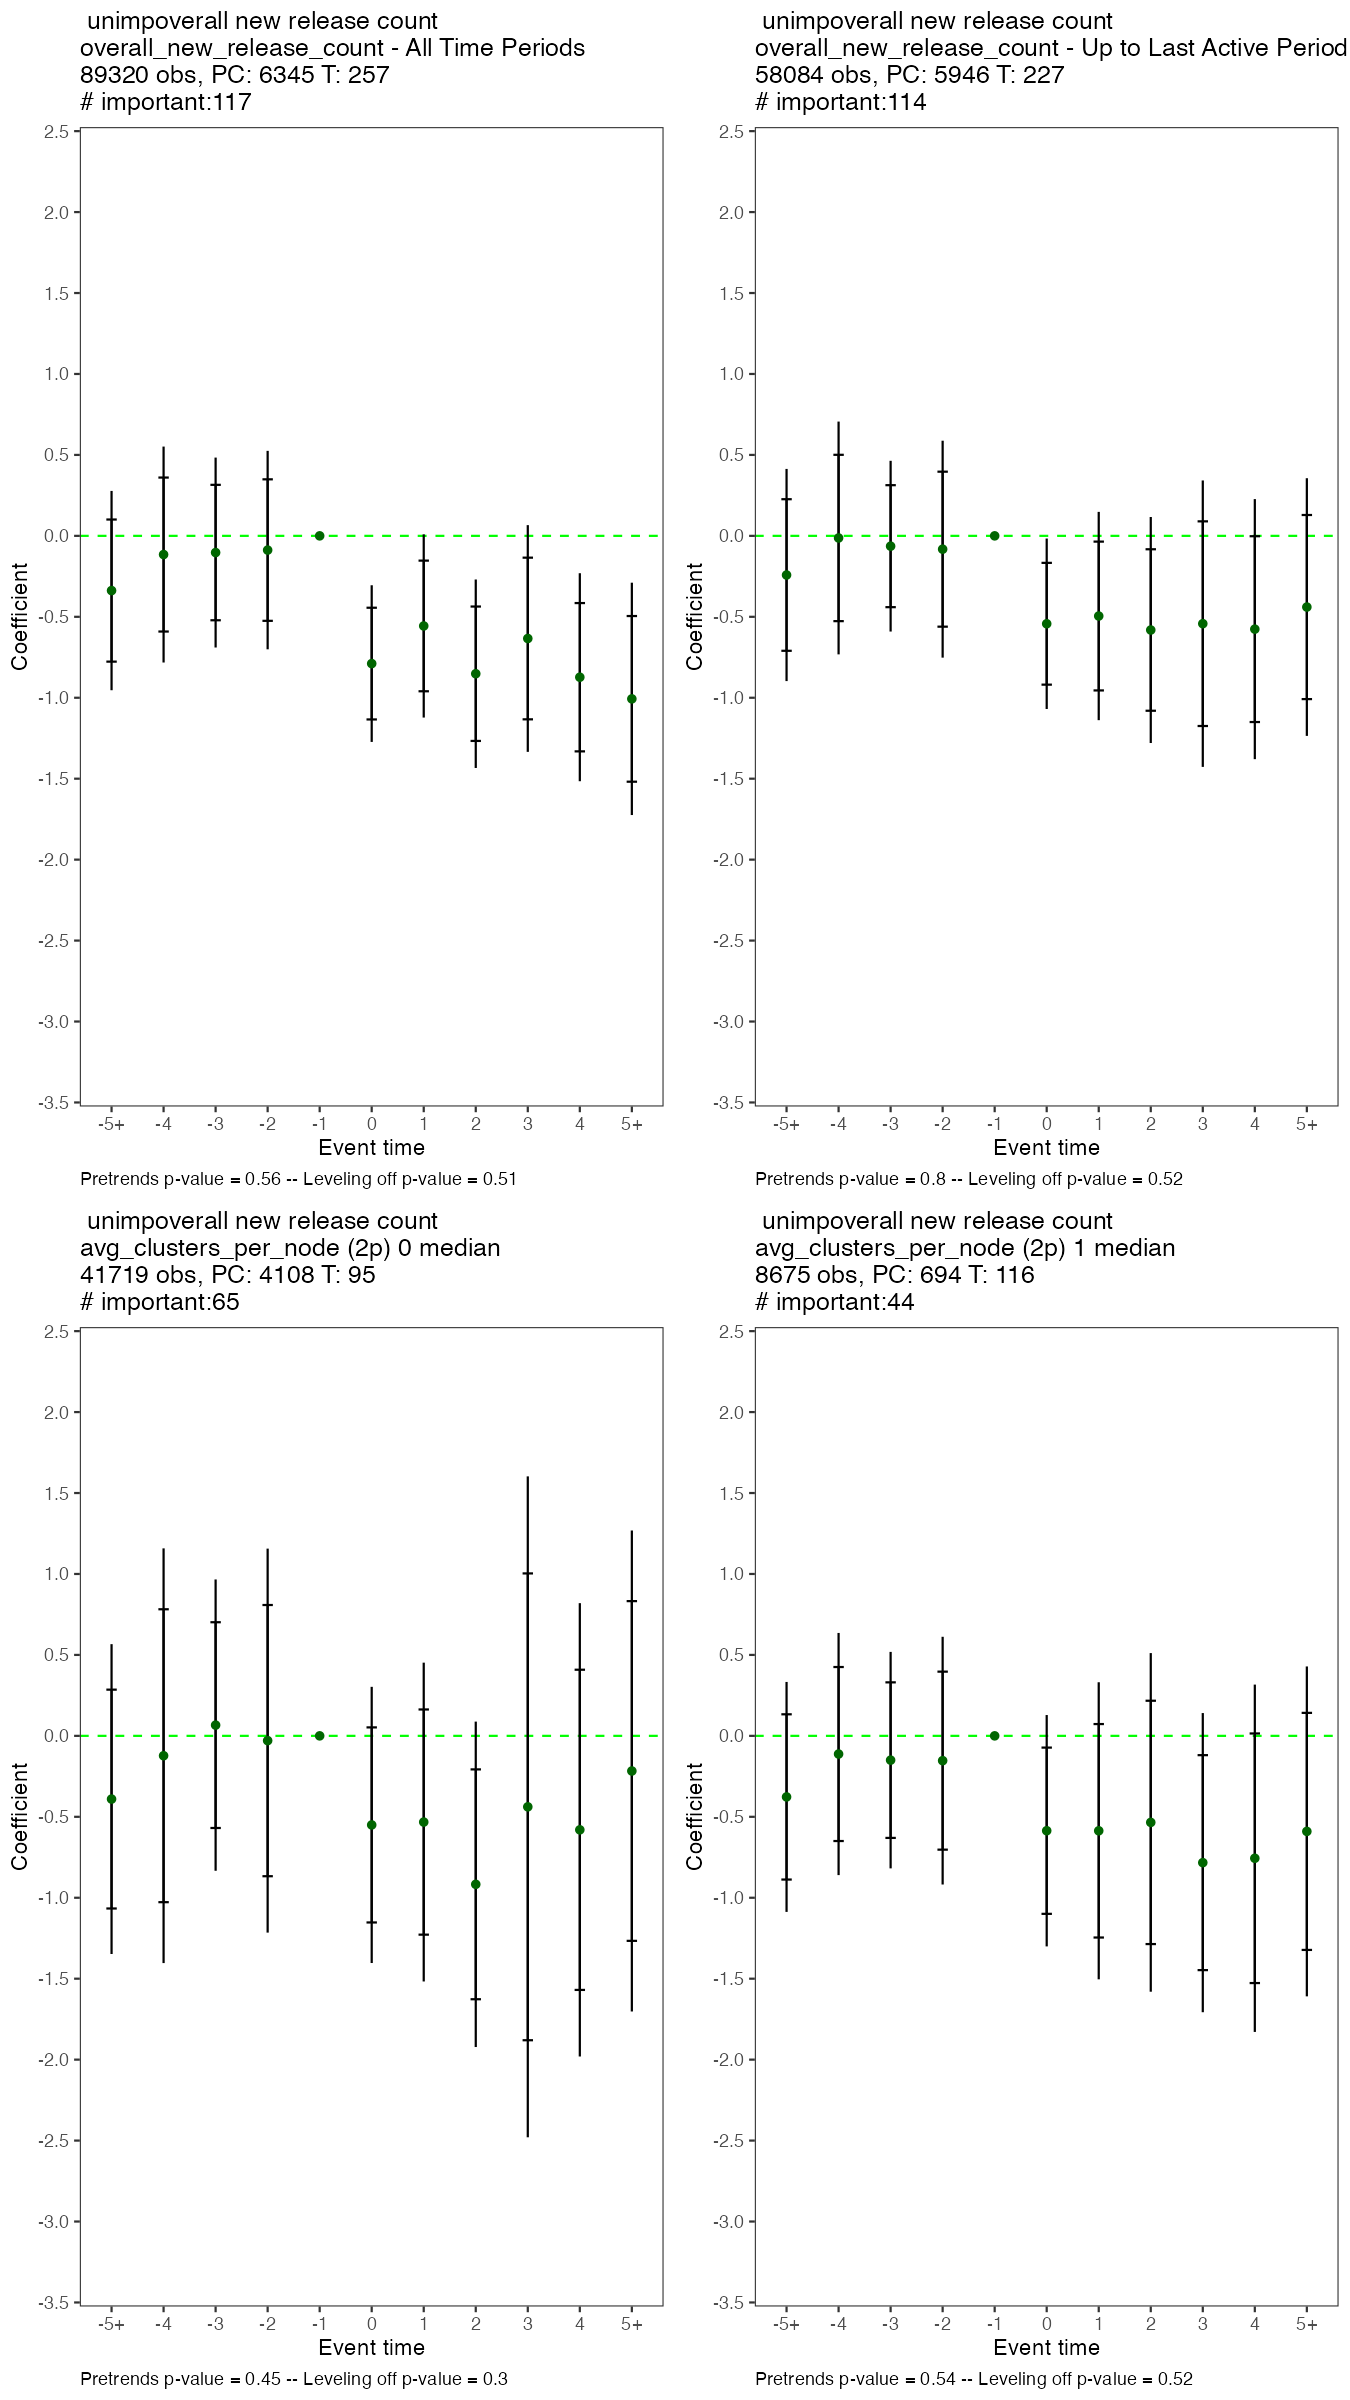 unimpoverall new release count
overall_new_release_count - All Time Periods
89320 obs, PC: 6345 T: 257
# important:117
2.5
2.0
1.5
1.0
0.5
0.0
-0.5
-1.0
-1.5
-2.0
-2.5
-3.0
-3.5
Coefficient
-5+ -4 -3 -2 -1 0 1 2 3 4 5+
Event time
Pretrends p-value = 0.56 -- Leveling off p-value = 0.51
unimpoverall new release count
overall_new_release_count - Up to Last Active Period
58084 obs, PC: 5946 T: 227
# important:114
2.5
2.0
1.5
1.0
0.5
0.0
-0.5
-1.0
-1.5
-2.0
-2.5
-3.0
-3.5
Coefficient
-5+ -4 -3 -2 -1 0 1 2 3 4 5+
Event time
Pretrends p-value = 0.8 -- Leveling off p-value = 0.52
unimpoverall new release count
avg_clusters_per_node (2p) 0 median
41719 obs, PC: 4108 T: 95
# important:65
2.5
2.0
1.5
1.0
0.5
0.0
-0.5
-1.0
-1.5
-2.0
-2.5
-3.0
-3.5
Coefficient
-5+ -4 -3 -2 -1 0 1 2 3 4 5+
Event time
Pretrends p-value = 0.45 -- Leveling off p-value = 0.3
unimpoverall new release count
avg_clusters_per_node (2p) 1 median
8675 obs, PC: 694 T: 116
# important:44
2.5
2.0
1.5
1.0
0.5
0.0
-0.5
-1.0
-1.5
-2.0
-2.5
-3.0
-3.5
Coefficient
-5+ -4 -3 -2 -1 0 1 2 3 4 5+
Event time
Pretrends p-value = 0.54 -- Leveling off p-value = 0.52